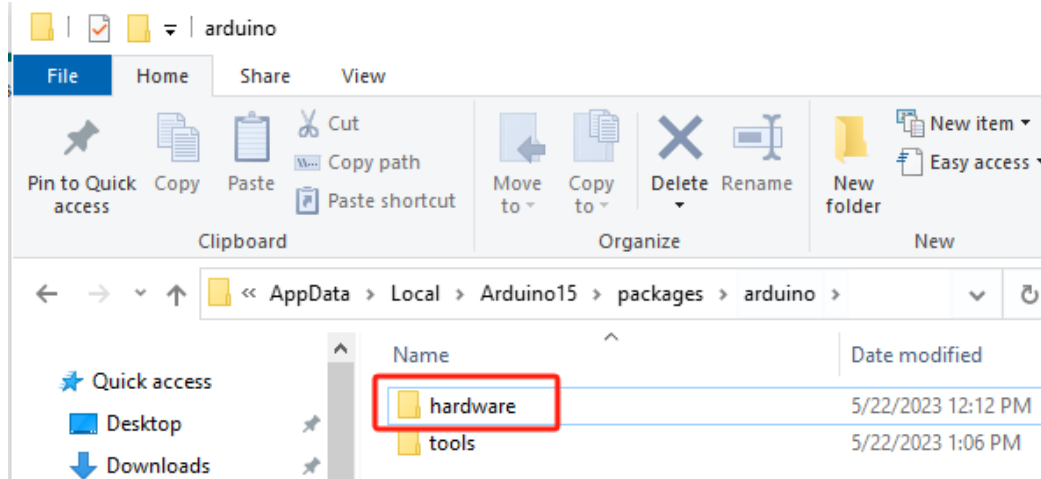 arduino
File Home Share View
Pin to Quick access
Copy
Paste
Cut
Copy path
Paste shortcut
Clipboard
Move to
Copy to
Delete
Rename
Organize
New folder
New item
Easy access
New
« AppData > Local > Arduino15 > packages > arduino >
Name Date modified
Quick access
Desktop
Downloads
hardware 5/22/2023 12:12 PM
tools 5/22/2023 1:06 PM